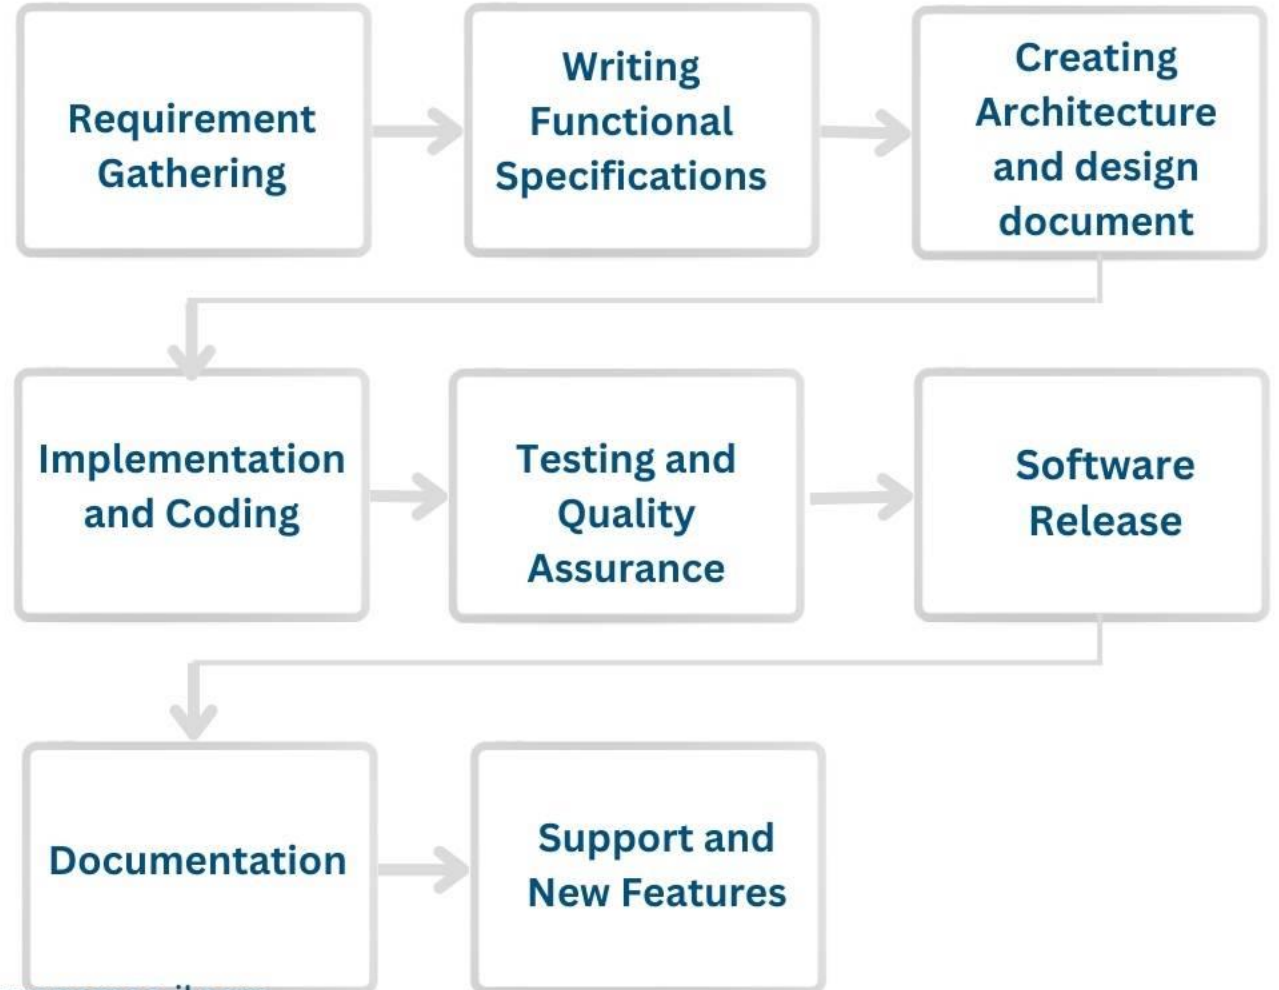 Requirement
Gathering
Writing
Functional
Specifications
Creating
Architecture
and design
document
Implementation
and Coding
Testing and
Quality
Assurance
Software
Release
Documentation
Support and
New Features